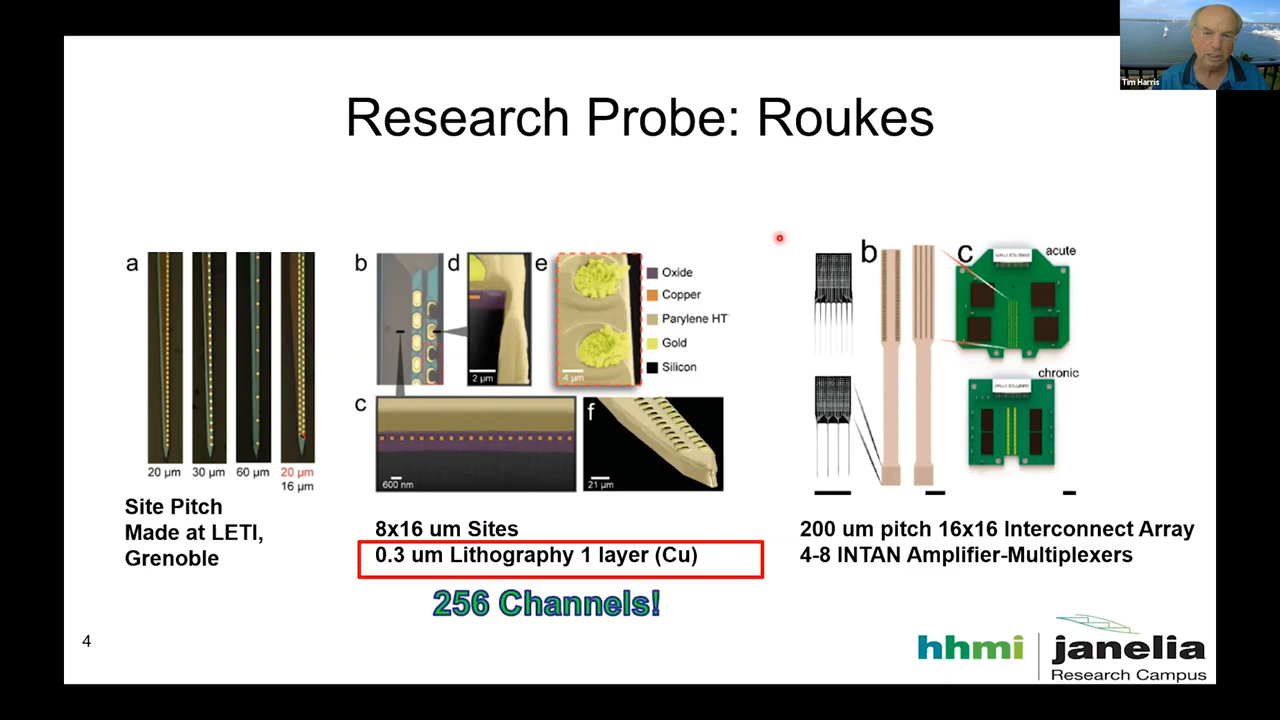 Tim Harris
Research Probe: Roukes
a
20 µm
30 µm
60 µm
20 µm
16 µm
Site Pitch
Made at LETI,
Grenoble
b
d
e
2 µm
4 µm
Oxide
Copper
Parylene HT
Gold
Silicon
c
600 nm
f
21 µm
8x16 um Sites
0.3 um Lithography 1 layer (Cu)
256 Channels!
b
c
acute
chronic
200 um pitch 16x16 Interconnect Array
4-8 INTAN Amplifier-Multiplexers
4
hhmi
janelia
Research Campus